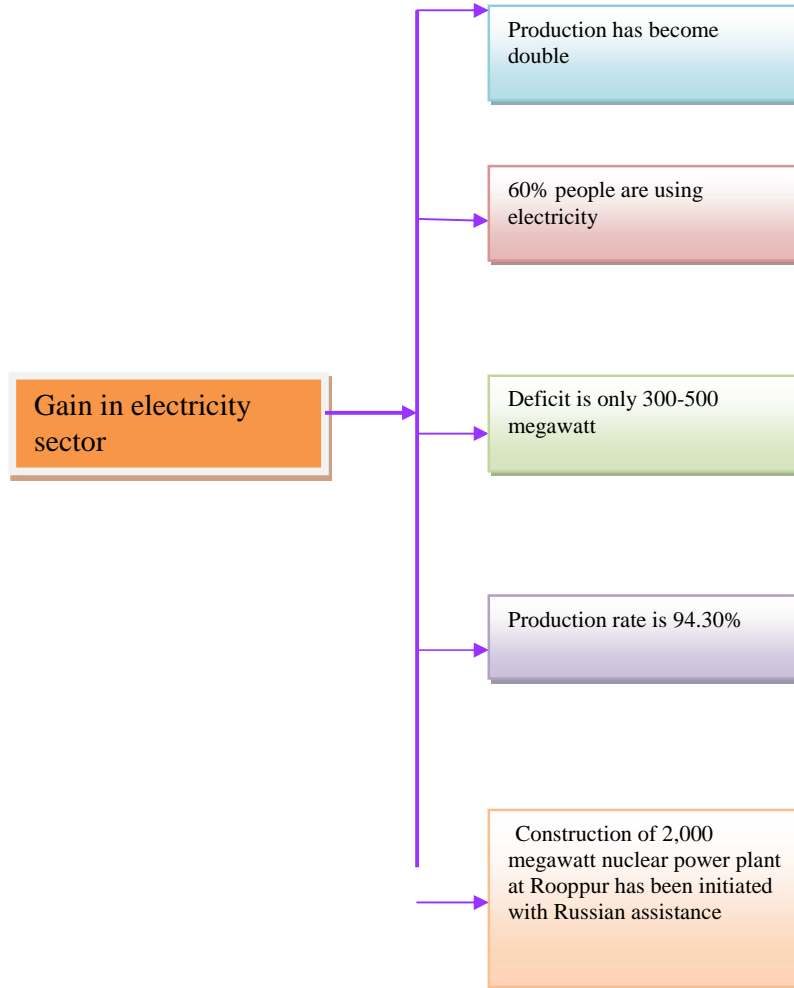 Production has become
double
60% people are using
electricity
Gain in electricity
sector
Deficit is only 300-500
megawatt
Production rate is 94.30%
Construction of 2,000
megawatt nuclear power plant
at Rooppur has been initiated
with Russian assistance